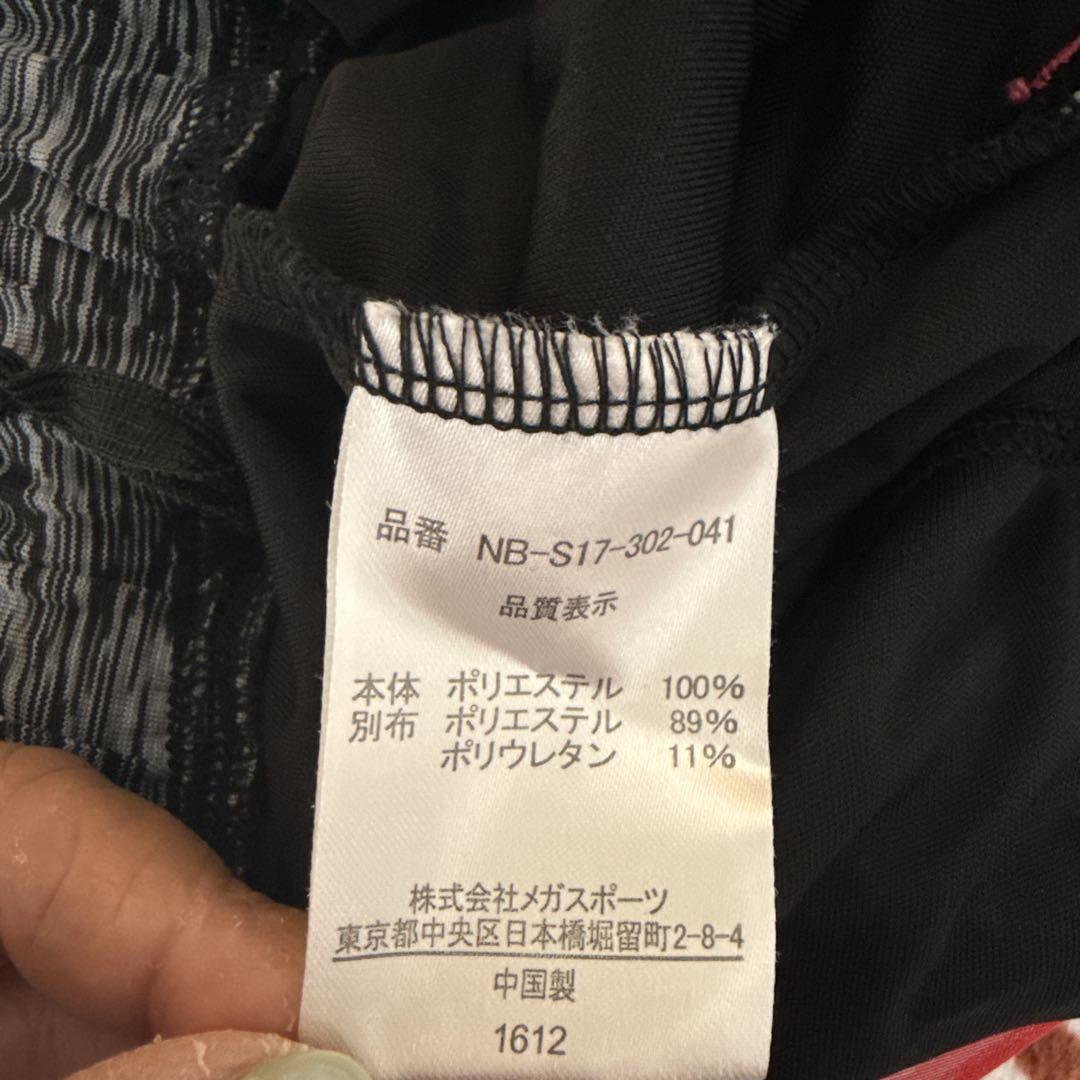 品番 NB-S17-302-041
品質表示
本体 ポリエステル 100%
別布 ポリエステル 89%
ポリウレタン 11%
株式会社メガスポーツ
東京都中央区日本橋堀留町2-8-4
中国製
1612